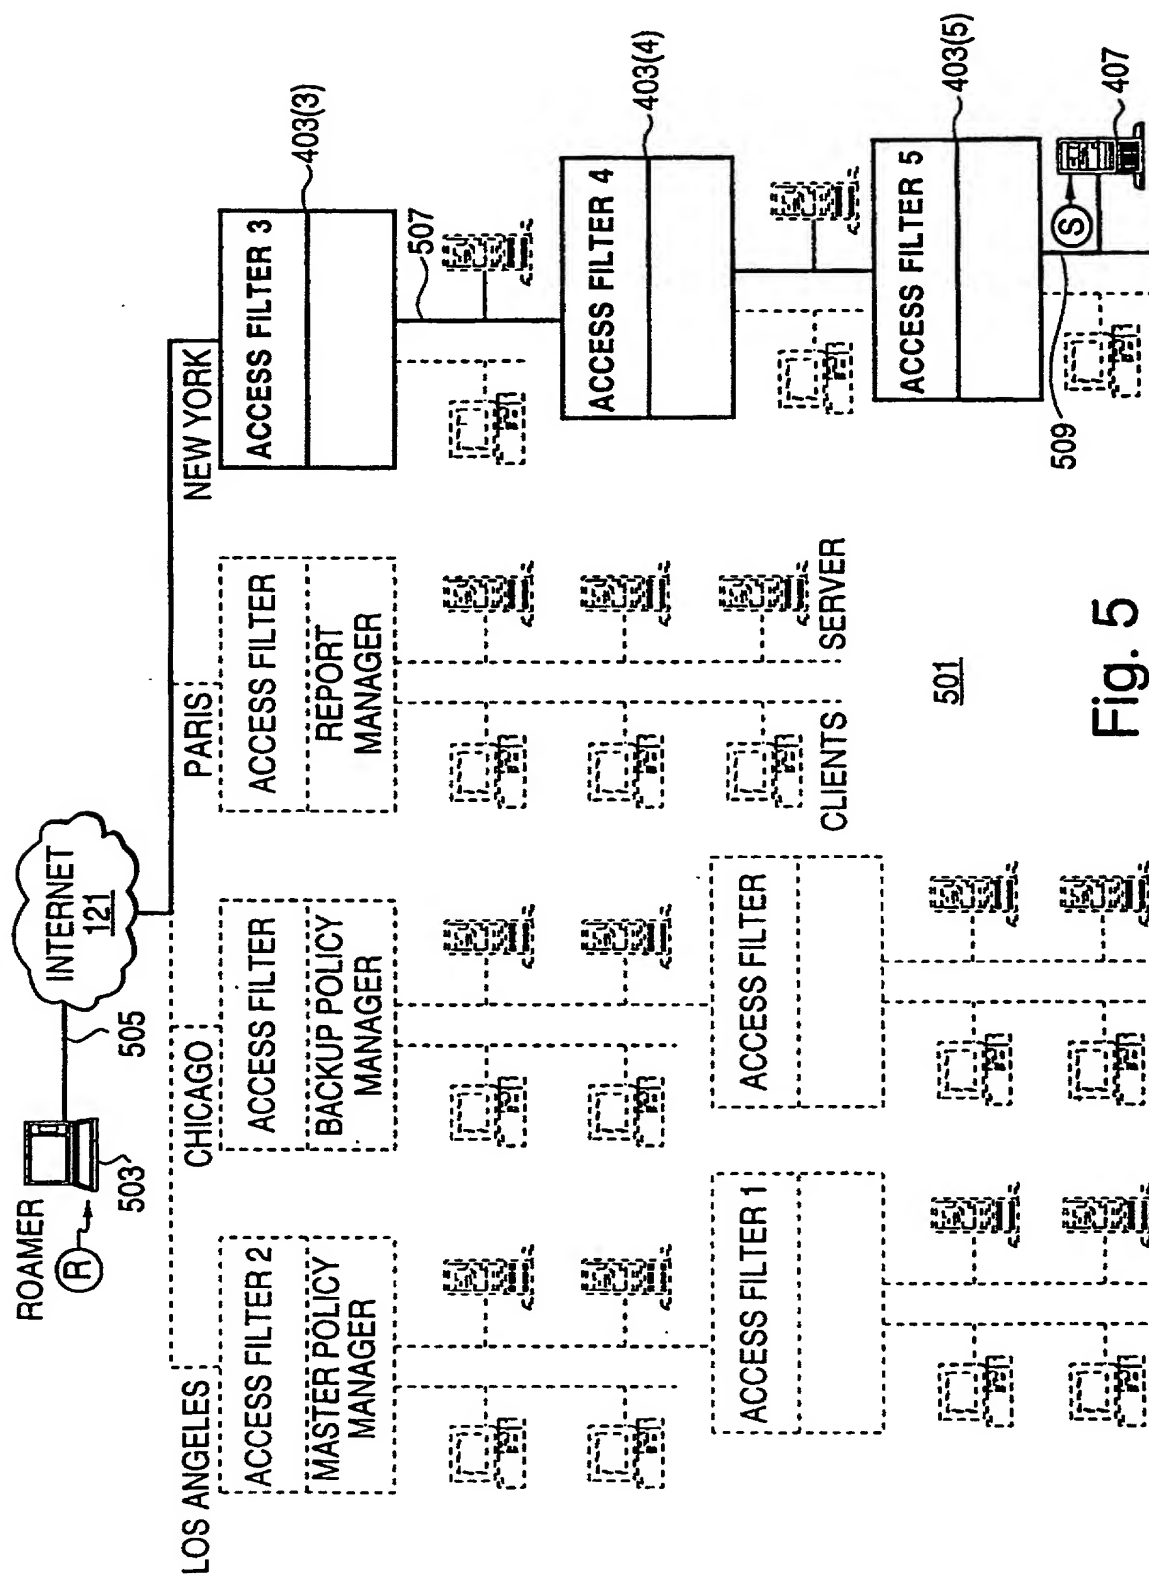 ROAMER
R
503
505
INTERNET
121
LOS ANGELES
CHICAGO
PARIS
NEW YORK
ACCESS FILTER 2
MASTER POLICY
MANAGER
ACCESS FILTER
BACKUP POLICY
MANAGER
ACCESS FILTER
REPORT
MANAGER
ACCESS FILTER 3
403(3)
507
ACCESS FILTER 4
403(4)
ACCESS FILTER 1
ACCESS FILTER
CLIENTS
SERVER
ACCESS FILTER 5
403(5)
509
S
407
501
Fig. 5